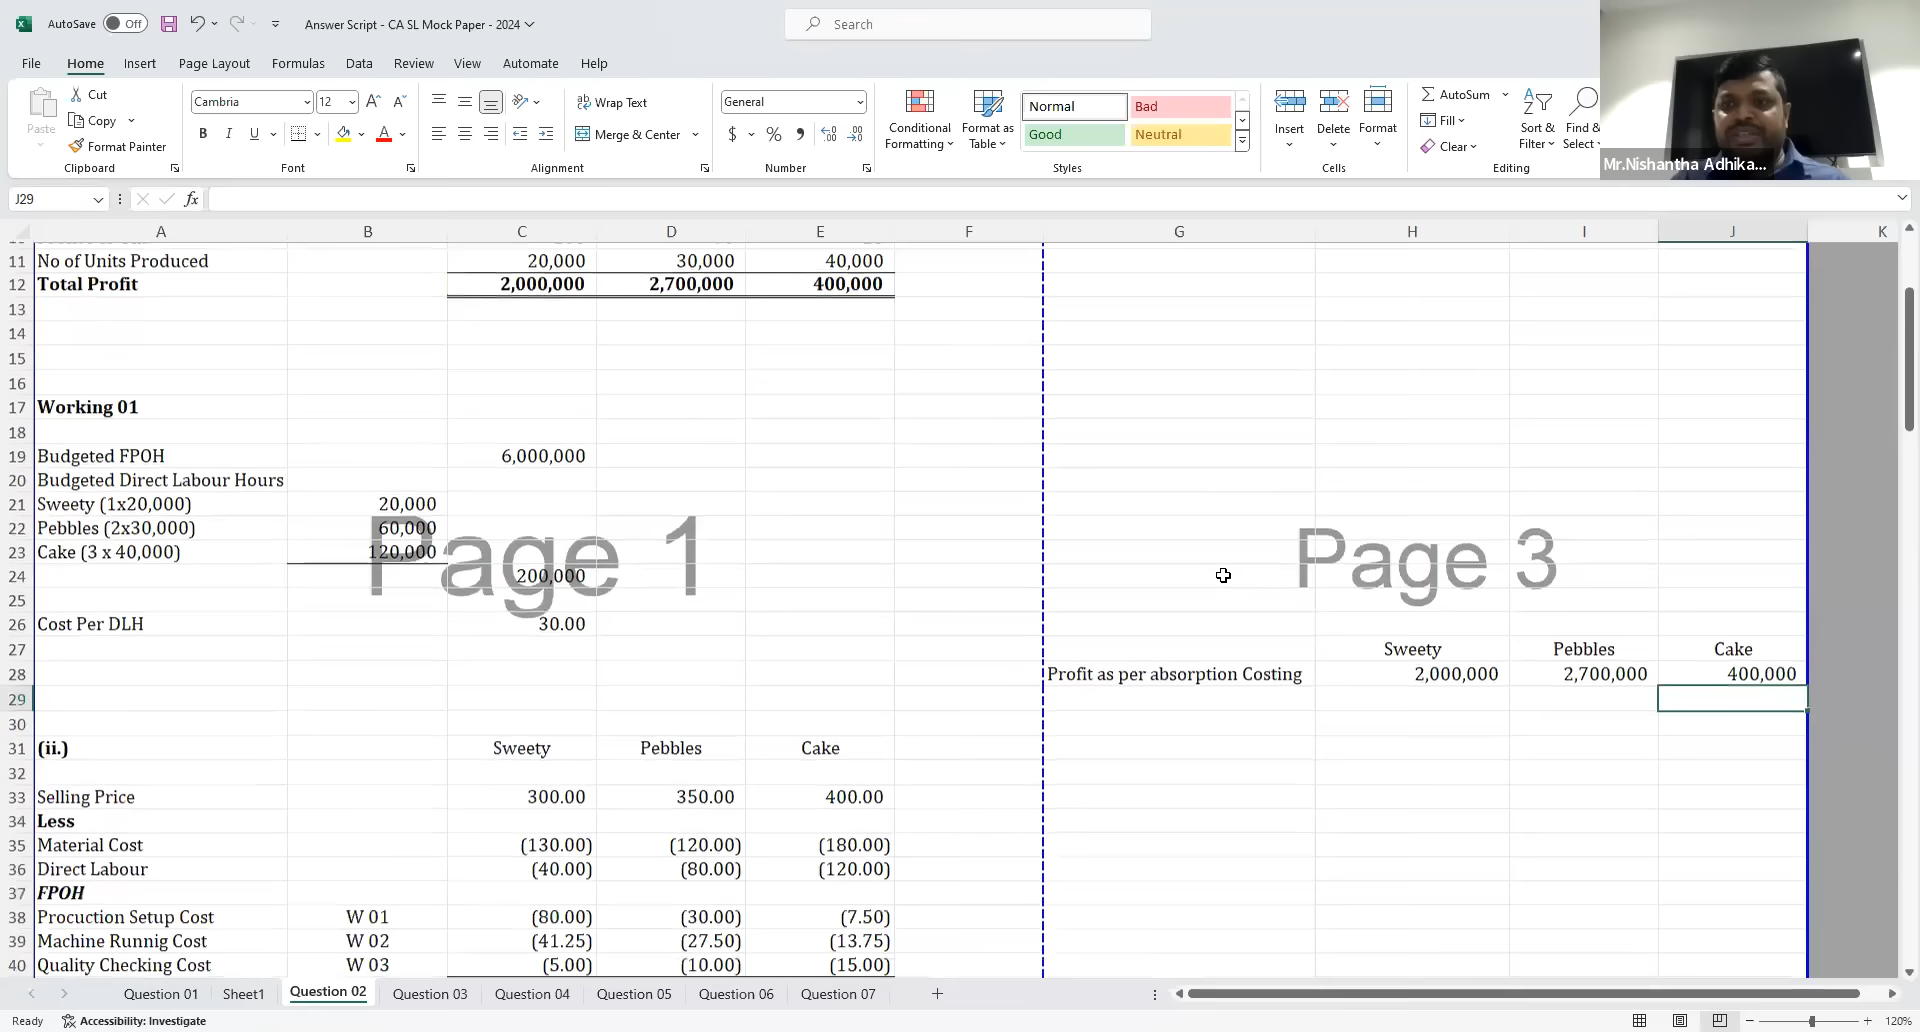 AutoSave Off Answer Script - CA SL Mock Paper - 2024 Search
File Home Insert Page Layout Formulas Data Review View Automate Help
Paste Cut Copy Format Painter Clipboard
Cambria 12 B I U Font
Wrap Text Merge & Center Alignment
General $ % Number
Conditional Formatting Format as Table Normal Bad Good Neutral Styles
Insert Delete Format Cells
AutoSum Fill Clear Sort & Filter Find & Select Editing
Mr.Nishantha Adhika...
J29 fx
A B C D E F G H I J K
11 No of Units Produced 20,000 30,000 40,000
12 Total Profit 2,000,000 2,700,000 400,000
13
14
15
16
17 Working 01
18
19 Budgeted FPOH 6,000,000
20 Budgeted Direct Labour Hours
21 Sweety (1x20,000) 20,000
22 Pebbles (2x30,000) 60,000
23 Cake (3 x 40,000) 120,000
Page 1 Page 3
24 200,000
25
26 Cost Per DLH 30.00
27 Sweety Pebbles Cake
28 Profit as per absorption Costing 2,000,000 2,700,000 400,000
29
30
31 (ii.) Sweety Pebbles Cake
32
33 Selling Price 300.00 350.00 400.00
34 Less
35 Material Cost (130.00) (120.00) (180.00)
36 Direct Labour (40.00) (80.00) (120.00)
37 FPOH
38 Procuction Setup Cost W 01 (80.00) (30.00) (7.50)
39 Machine Runnig Cost W 02 (41.25) (27.50) (13.75)
40 Quality Checking Cost W 03 (5.00) (10.00) (15.00)
Question 01 Sheet1 Question 02 Question 03 Question 04 Question 05 Question 06 Question 07
Ready Accessibility: Investigate 120%